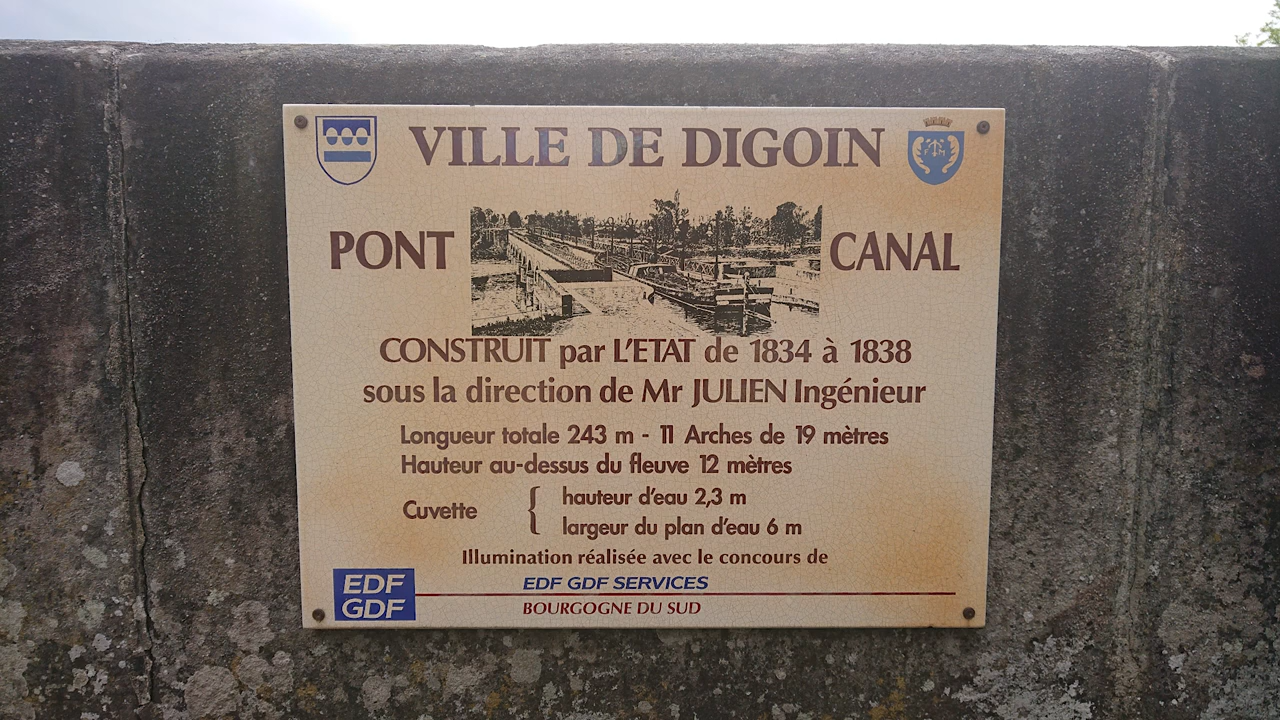 VILLE DE DIGOIN
PONT CANAL
CONSTRUIT par L'ETAT de 1834 à 1838
sous la direction de Mr JULIEN Ingénieur
Longueur totale 243 m - 11 Arches de 19 mètres
Hauteur au-dessus du fleuve 12 mètres
Cuvette { hauteur d'eau 2,3 m
largeur du plan d'eau 6 m
Illumination réalisée avec le concours de
EDF GDF
EDF GDF SERVICES
BOURGOGNE DU SUD